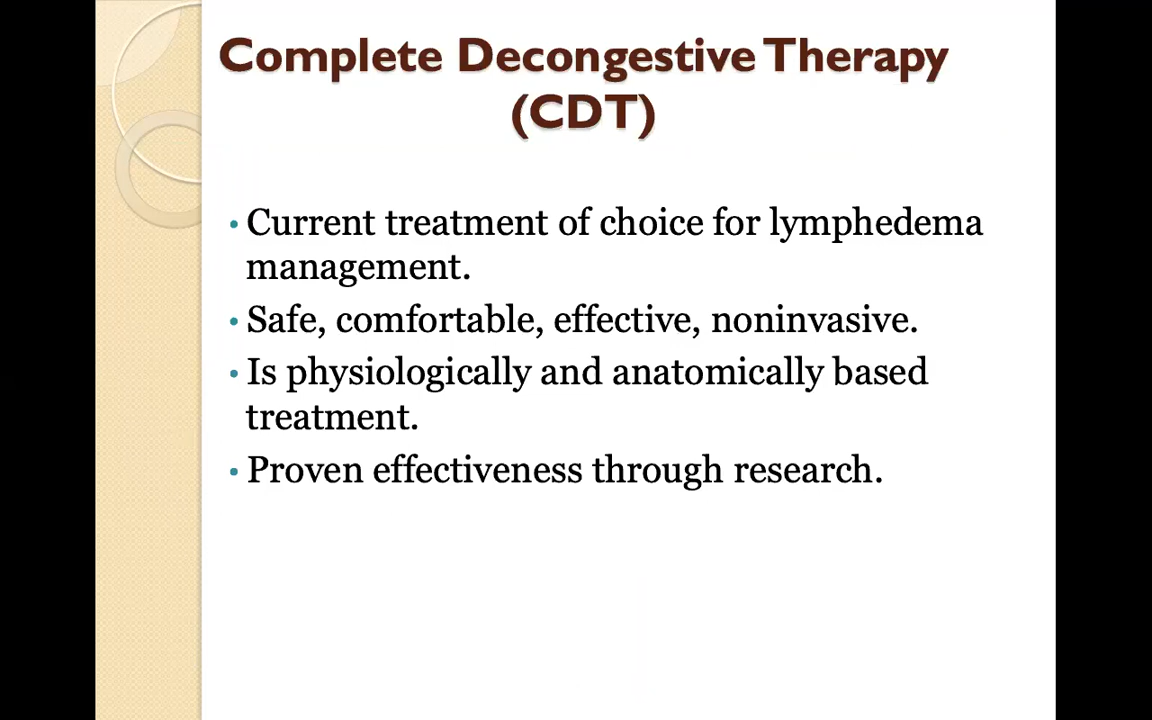 Complete Decongestive Therapy
(CDT)
• Current treatment of choice for lymphedema
management.
• Safe, comfortable, effective, noninvasive.
• Is physiologically and anatomically based
treatment.
• Proven effectiveness through research.